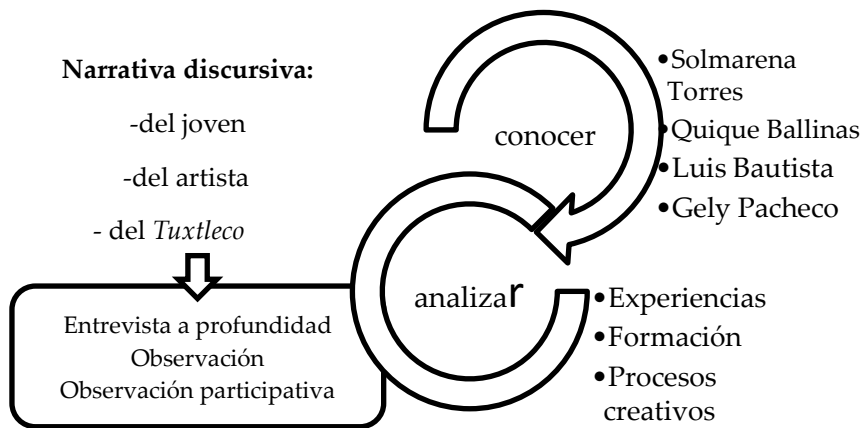 Narrativa discursiva:
-del joven
-del artista
- del Tuxtleco
Entrevista a profundidad
Observación
Observación participativa
conocer
•Solmarena
Torres
•Quique Ballinas
•Luis Bautista
•Gely Pacheco
analizar
•Experiencias
•Formación
•Procesos
creativos